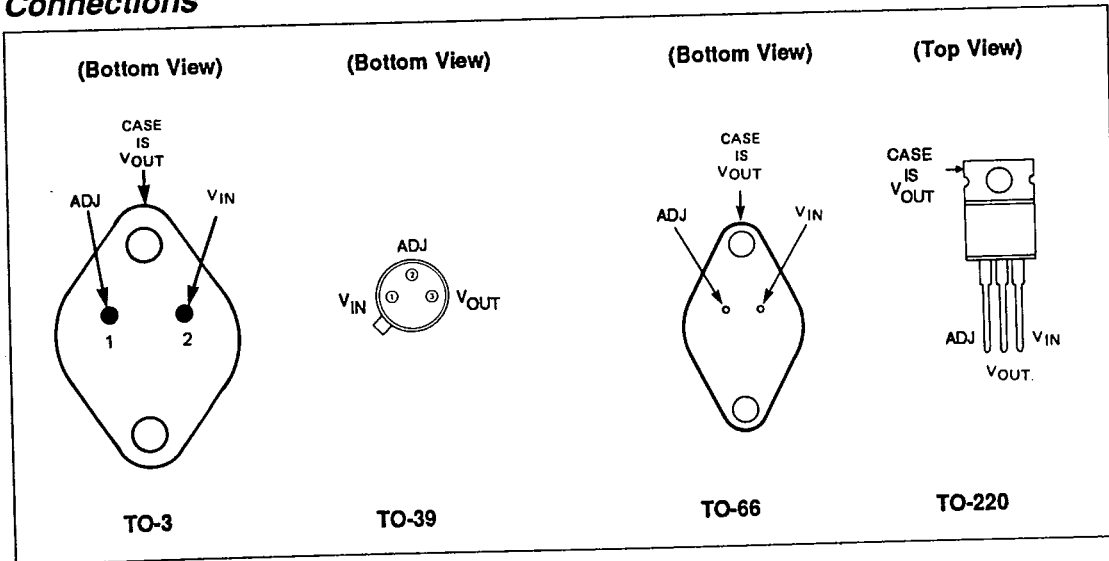 Connections
(Bottom View)
CASE
IS
VOUT
ADJ
VIN
1
2
TO-3
(Bottom View)
ADJ
VIN
1
2
3
VOUT
TO-39
(Bottom View)
CASE
IS
VOUT
ADJ
VIN
TO-66
(Top View)
CASE
IS
VOUT
ADJ
VIN
VOUT.
TO-220